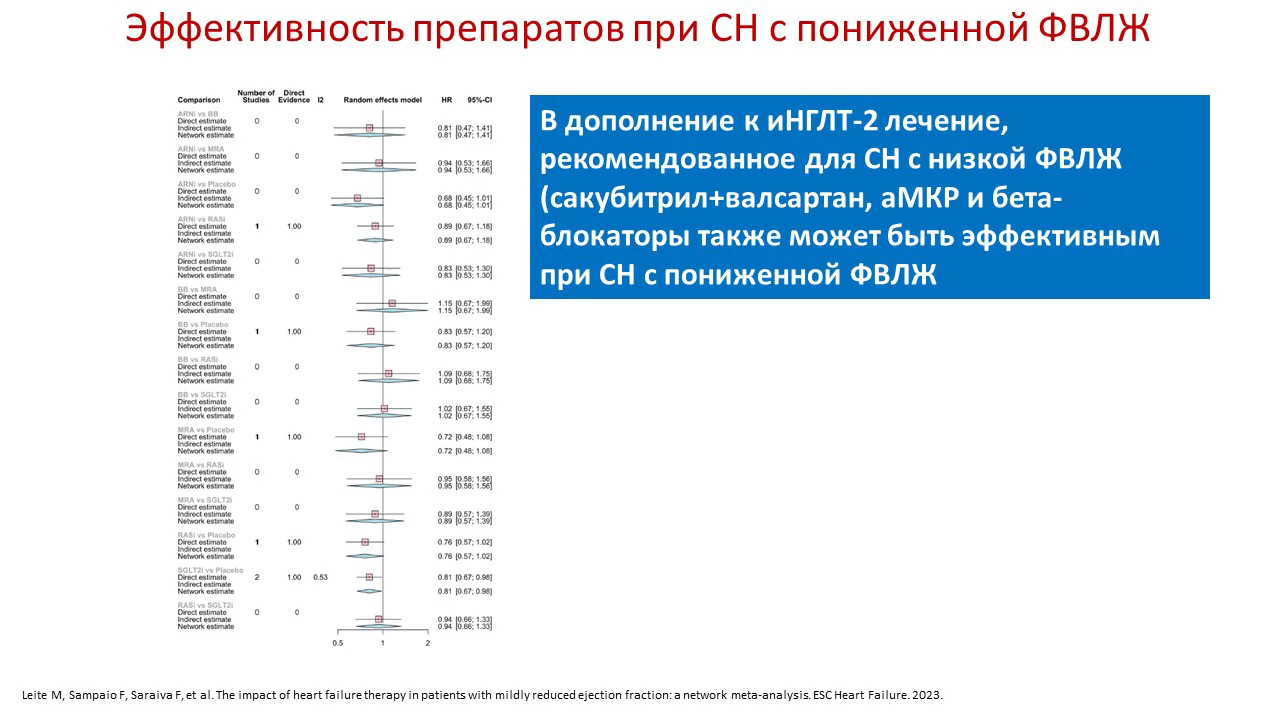 Эффективность препаратов при СН с пониженной ФВЛЖ
Number of Direct
Comparison Studies Evidence I2 Random effects model HR 95%-CI
ARNi vs BB
Direct estimate 0 0
Indirect estimate 0.81 [0.47; 1.41]
Network estimate 0.81 [0.47; 1.41]
ARNi vs MRA
Direct estimate 0 0
Indirect estimate 0.94 [0.53; 1.66]
Network estimate 0.94 [0.53; 1.66]
ARNi vs Placebo
Direct estimate 0 0
Indirect estimate 0.68 [0.45; 1.01]
Network estimate 0.68 [0.45; 1.01]
ARNi vs RASi
Direct estimate 1 1.00 0.89 [0.67; 1.18]
Indirect estimate
Network estimate 0.89 [0.67; 1.18]
ARNi vs SGLT2i
Direct estimate 0 0
Indirect estimate 0.83 [0.53; 1.30]
Network estimate 0.83 [0.53; 1.30]
BB vs MRA
Direct estimate 0 0
Indirect estimate 1.15 [0.67; 1.99]
Network estimate 1.15 [0.67; 1.99]
BB vs Placebo
Direct estimate 1 1.00 0.83 [0.57; 1.20]
Indirect estimate
Network estimate 0.83 [0.57; 1.20]
BB vs RASi
Direct estimate 0 0
Indirect estimate 1.09 [0.68; 1.75]
Network estimate 1.09 [0.68; 1.75]
BB vs SGLT2i
Direct estimate 0 0
Indirect estimate 1.02 [0.67; 1.55]
Network estimate 1.02 [0.67; 1.55]
MRA vs Placebo
Direct estimate 1 1.00 0.72 [0.48; 1.08]
Indirect estimate
Network estimate 0.72 [0.48; 1.08]
MRA vs RASi
Direct estimate 0 0
Indirect estimate 0.95 [0.58; 1.56]
Network estimate 0.95 [0.58; 1.56]
MRA vs SGLT2i
Direct estimate 0 0
Indirect estimate 0.89 [0.57; 1.39]
Network estimate 0.89 [0.57; 1.39]
RASi vs Placebo
Direct estimate 1 1.00 0.76 [0.57; 1.02]
Indirect estimate
Network estimate 0.76 [0.57; 1.02]
SGLT2i vs Placebo
Direct estimate 2 1.00 0.53 0.81 [0.67; 0.98]
Indirect estimate
Network estimate 0.81 [0.67; 0.98]
RASi vs SGLT2i
Direct estimate 0 0
Indirect estimate 0.94 [0.66; 1.33]
Network estimate 0.94 [0.66; 1.33]
0.5 1 2
В дополнение к иНГЛТ-2 лечение,
рекомендованное для СН с низкой ФВЛЖ
(сакубитрил+валсартан, аМКР и бета-
блокаторы также может быть эффективным
при СН с пониженной ФВЛЖ
Leite M, Sampaio F, Saraiva F, et al. The impact of heart failure therapy in patients with mildly reduced ejection fraction: a network meta-analysis. ESC Heart Failure. 2023.